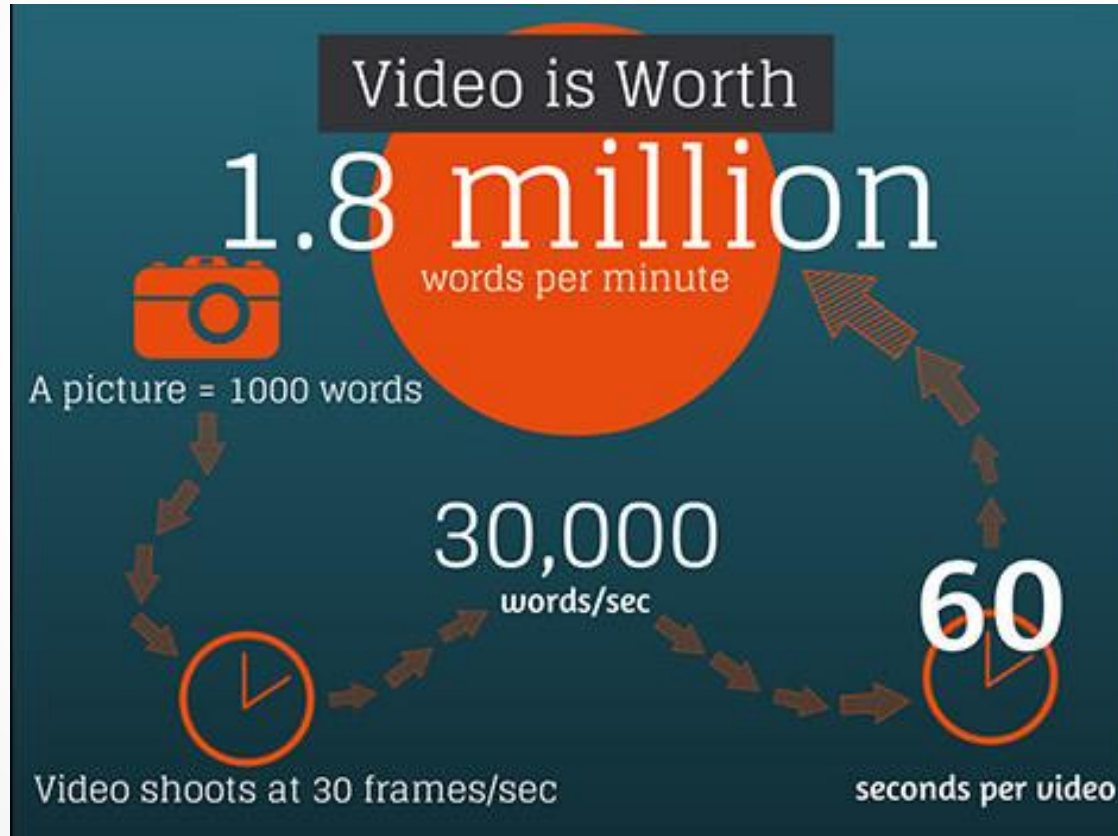 Video is Worth
1.8 million
words per minute
A picture = 1000 words
30,000
words/sec
60
Video shoots at 30 frames/sec
seconds per video